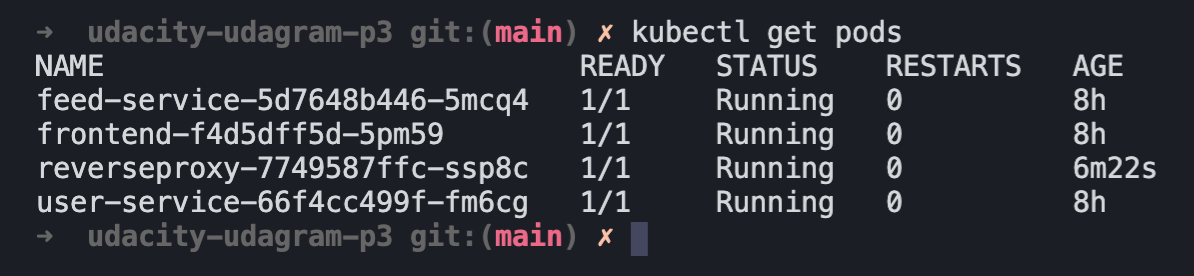 → udacity-udagram-p3 git:(main) ✗ kubectl get pods
NAME READY STATUS RESTARTS AGE
feed-service-5d7648b446-5mcq4 1/1 Running 0 8h
frontend-f4d5dff5d-5pm59 1/1 Running 0 8h
reverseproxy-7749587ffc-ssp8c 1/1 Running 0 6m22s
user-service-66f4cc499f-fm6cg 1/1 Running 0 8h
→ udacity-udagram-p3 git:(main) ✗